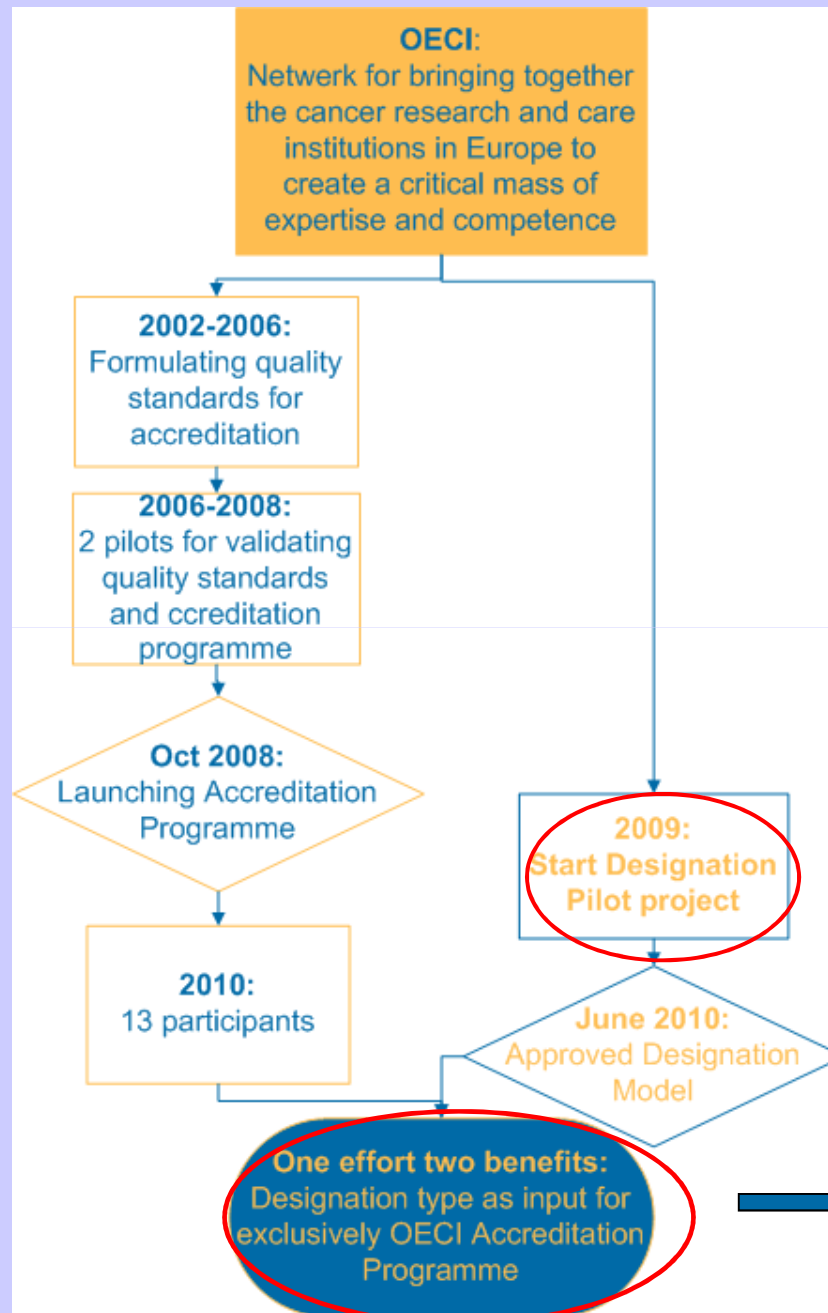 OECI:
Netwerk for bringing together
the cancer research and care
institutions in Europe to
create a critical mass of
expertise and competence
2002-2006:
Formulating quality
standards for
accreditation
2006-2008:
2 pilots for validating
quality standards
and ccreditation
programme
Oct 2008:
Launching Accreditation
Programme
2009:
Start Designation
Pilot project
2010:
13 participants
June 2010:
Approved Designation
Model
One effort two benefits:
Designation type as input for
exclusively OECI Accreditation
Programme